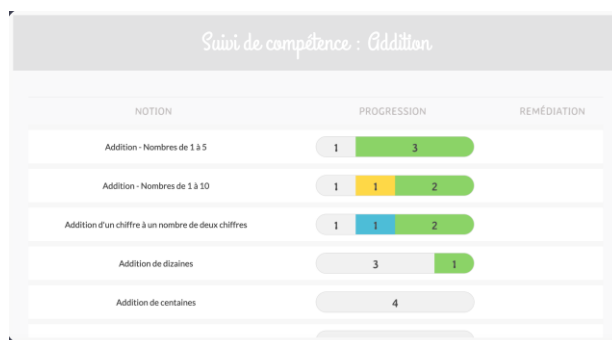 Suivi de compétence : Addition
NOTION PROGRESSION REMÉDIATION
Addition - Nombres de 1 à 5 1 3
Addition - Nombres de 1 à 10 1 1 2
Addition d'un chiffre à un nombre de deux chiffres 1 1 2
Addition de dizaines 3 1
Addition de centaines 4